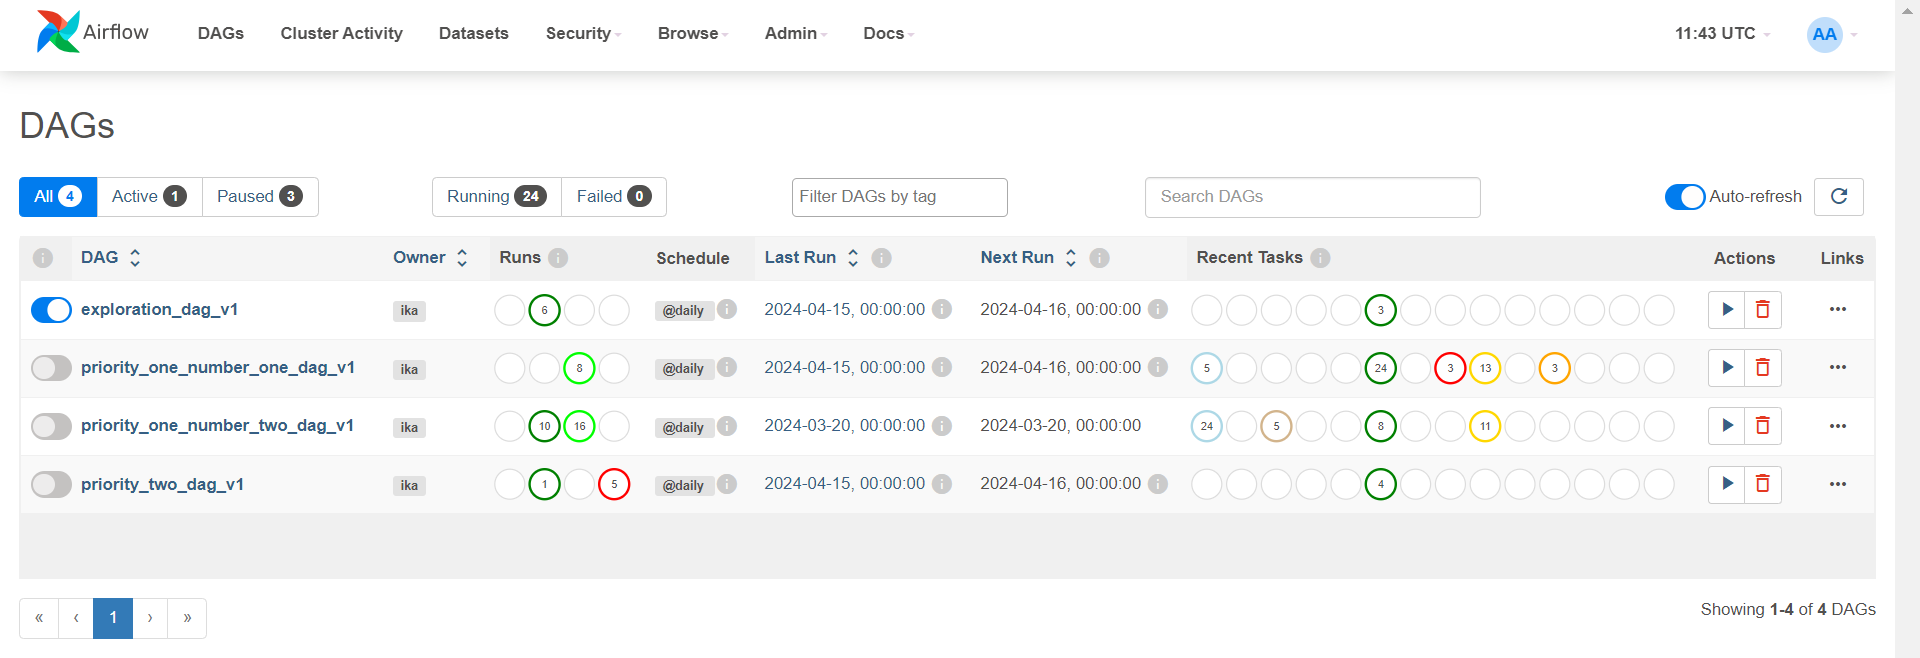 Airflow DAGs Cluster Activity Datasets Security Browse Admin Docs 11:43 UTC AA
DAGs
All 4 Active 1 Paused 3 Running 24 Failed 0 Filter DAGs by tag Search DAGs Auto-refresh
i DAG Owner Runs i Schedule Last Run i Next Run i Recent Tasks i Actions Links
exploration_dag_v1 ika 6 @daily i 2024-04-15, 00:00:00 i 2024-04-16, 00:00:00 i 3 •••
priority_one_number_one_dag_v1 ika 8 @daily i 2024-04-15, 00:00:00 i 2024-04-16, 00:00:00 i 5 24 3 13 3 •••
priority_one_number_two_dag_v1 ika 10 16 @daily i 2024-03-20, 00:00:00 i 2024-03-20, 00:00:00 24 5 8 11 •••
priority_two_dag_v1 ika 1 5 @daily i 2024-04-15, 00:00:00 i 2024-04-16, 00:00:00 i 4 •••
« ‹ 1 › » Showing 1-4 of 4 DAGs